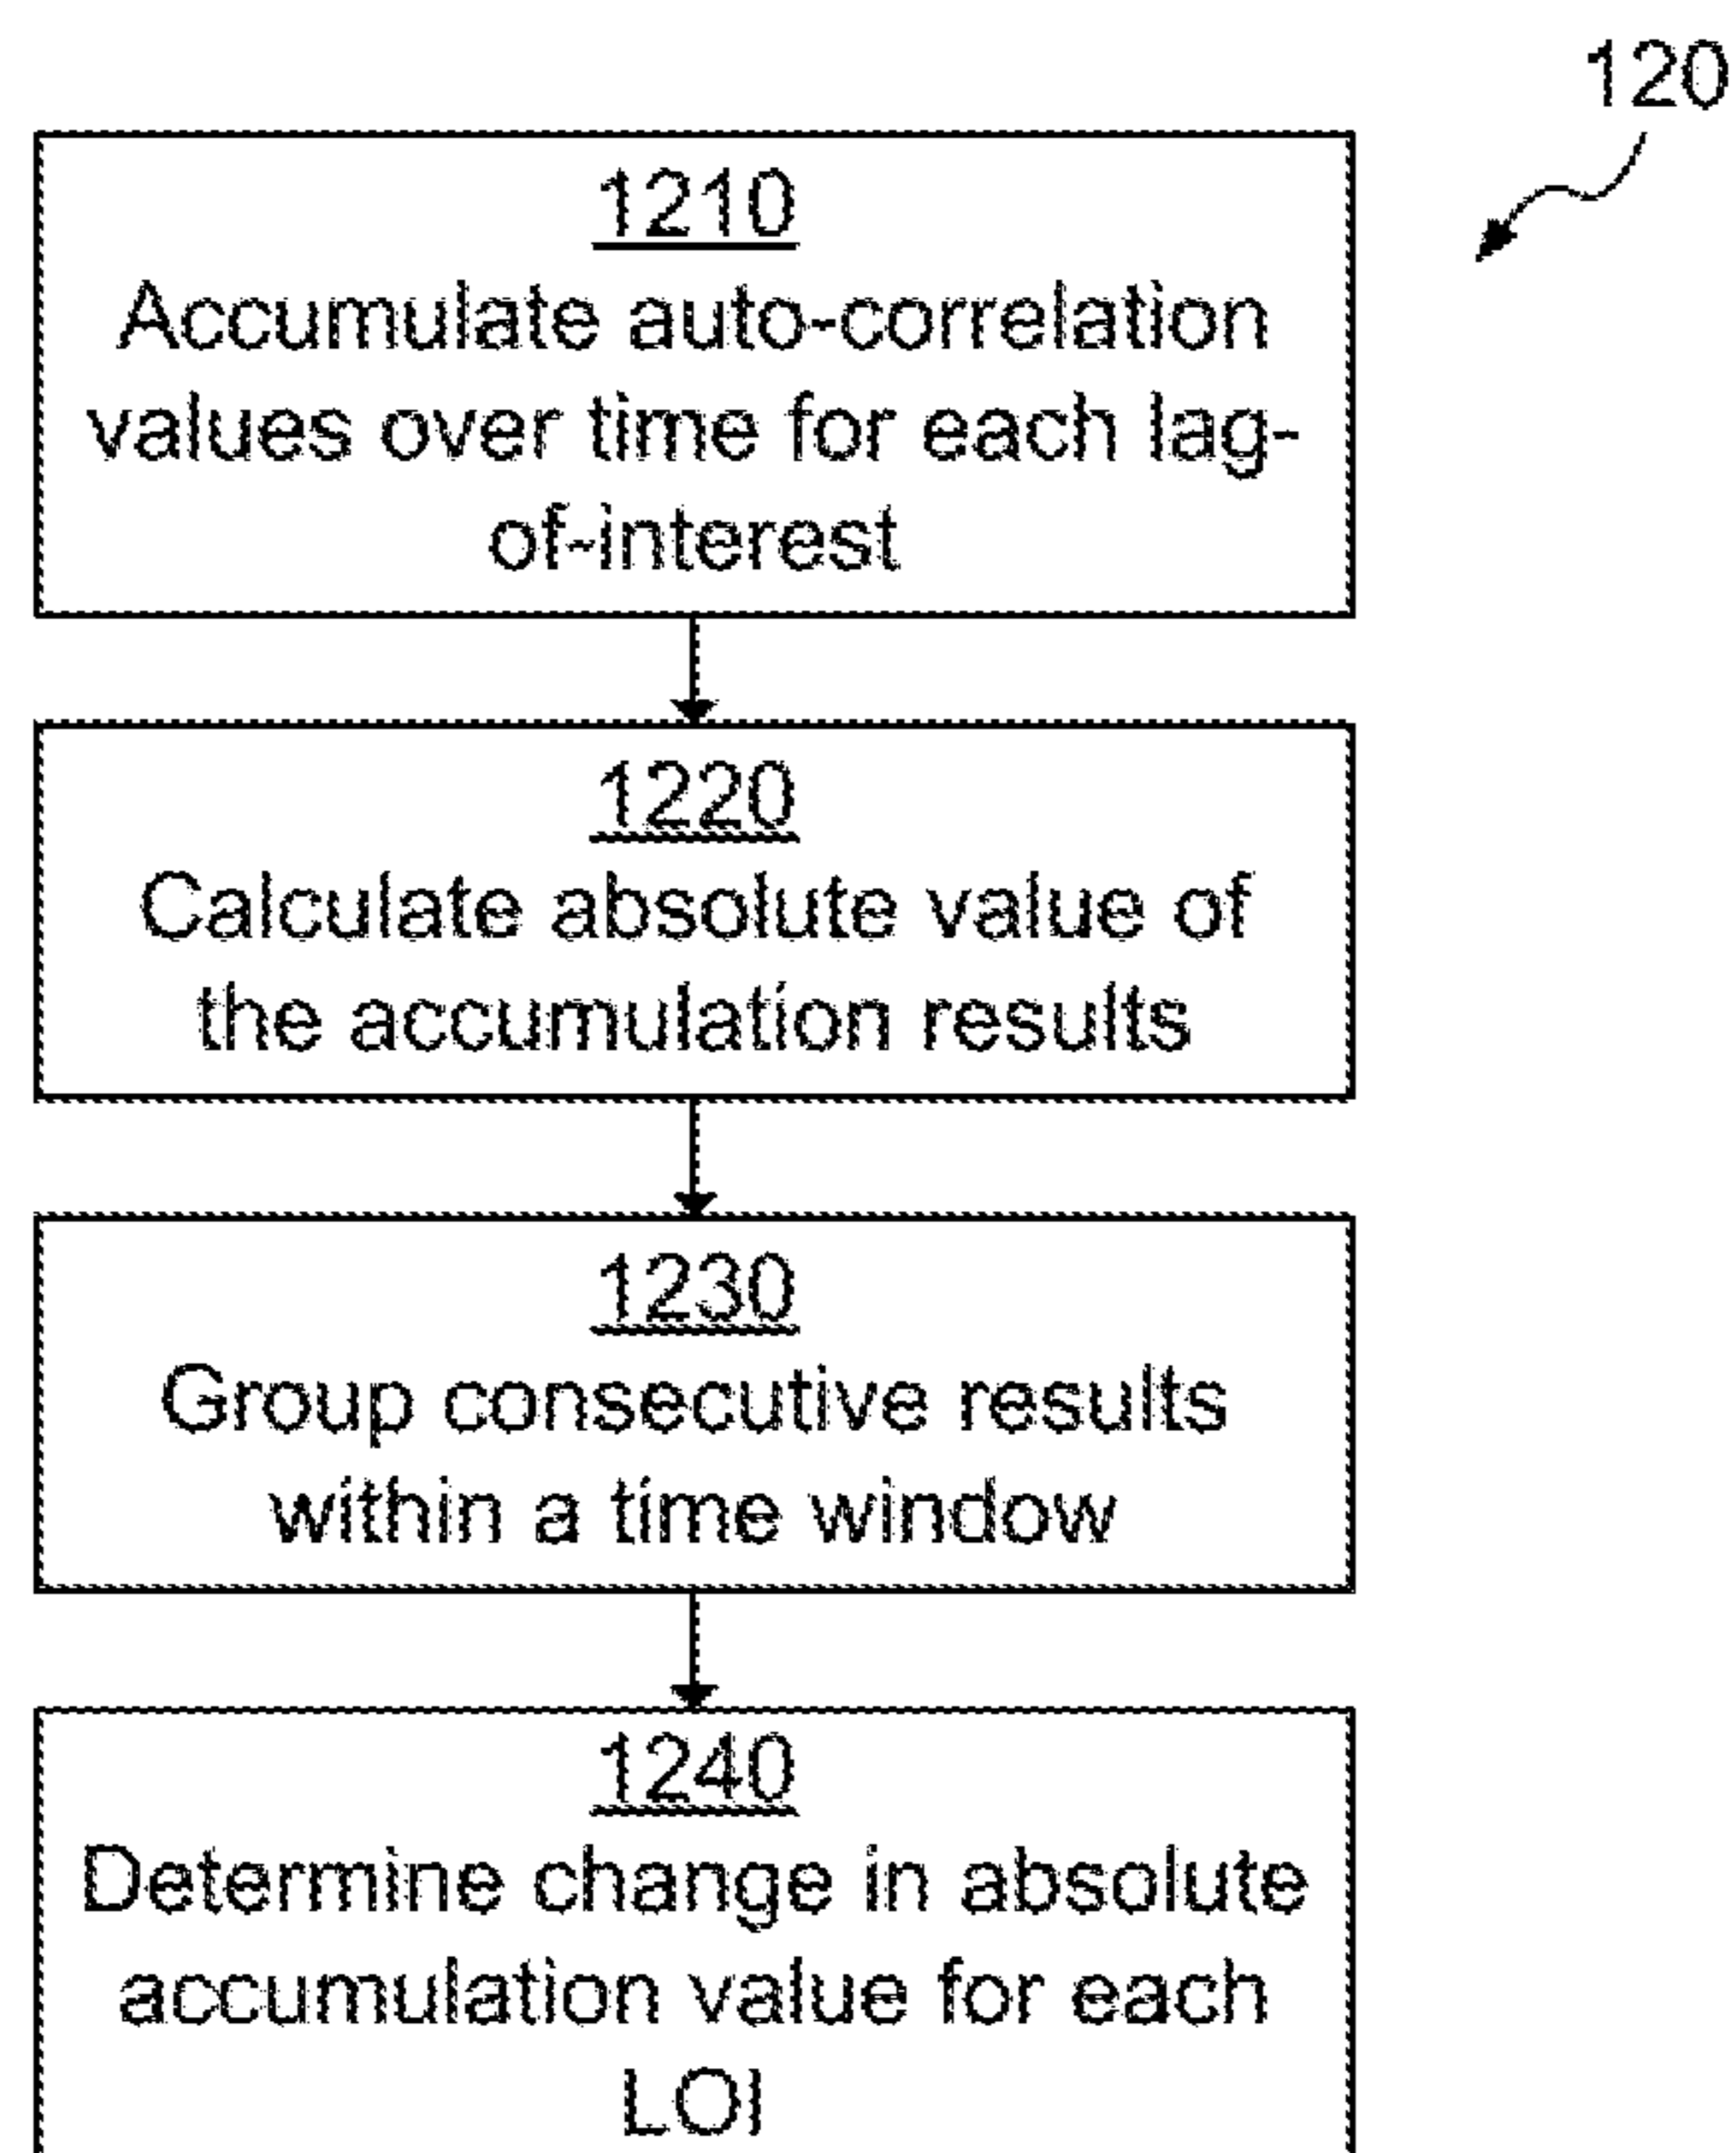 120
1210
Accumulate auto-correlation
values over time for each lag-
of-interest
1220
Calculate absolute value of
the accumulation results
1230
Group consecutive results
within a time window
1240
Determine change in absolute
accumulation value for each
LOI